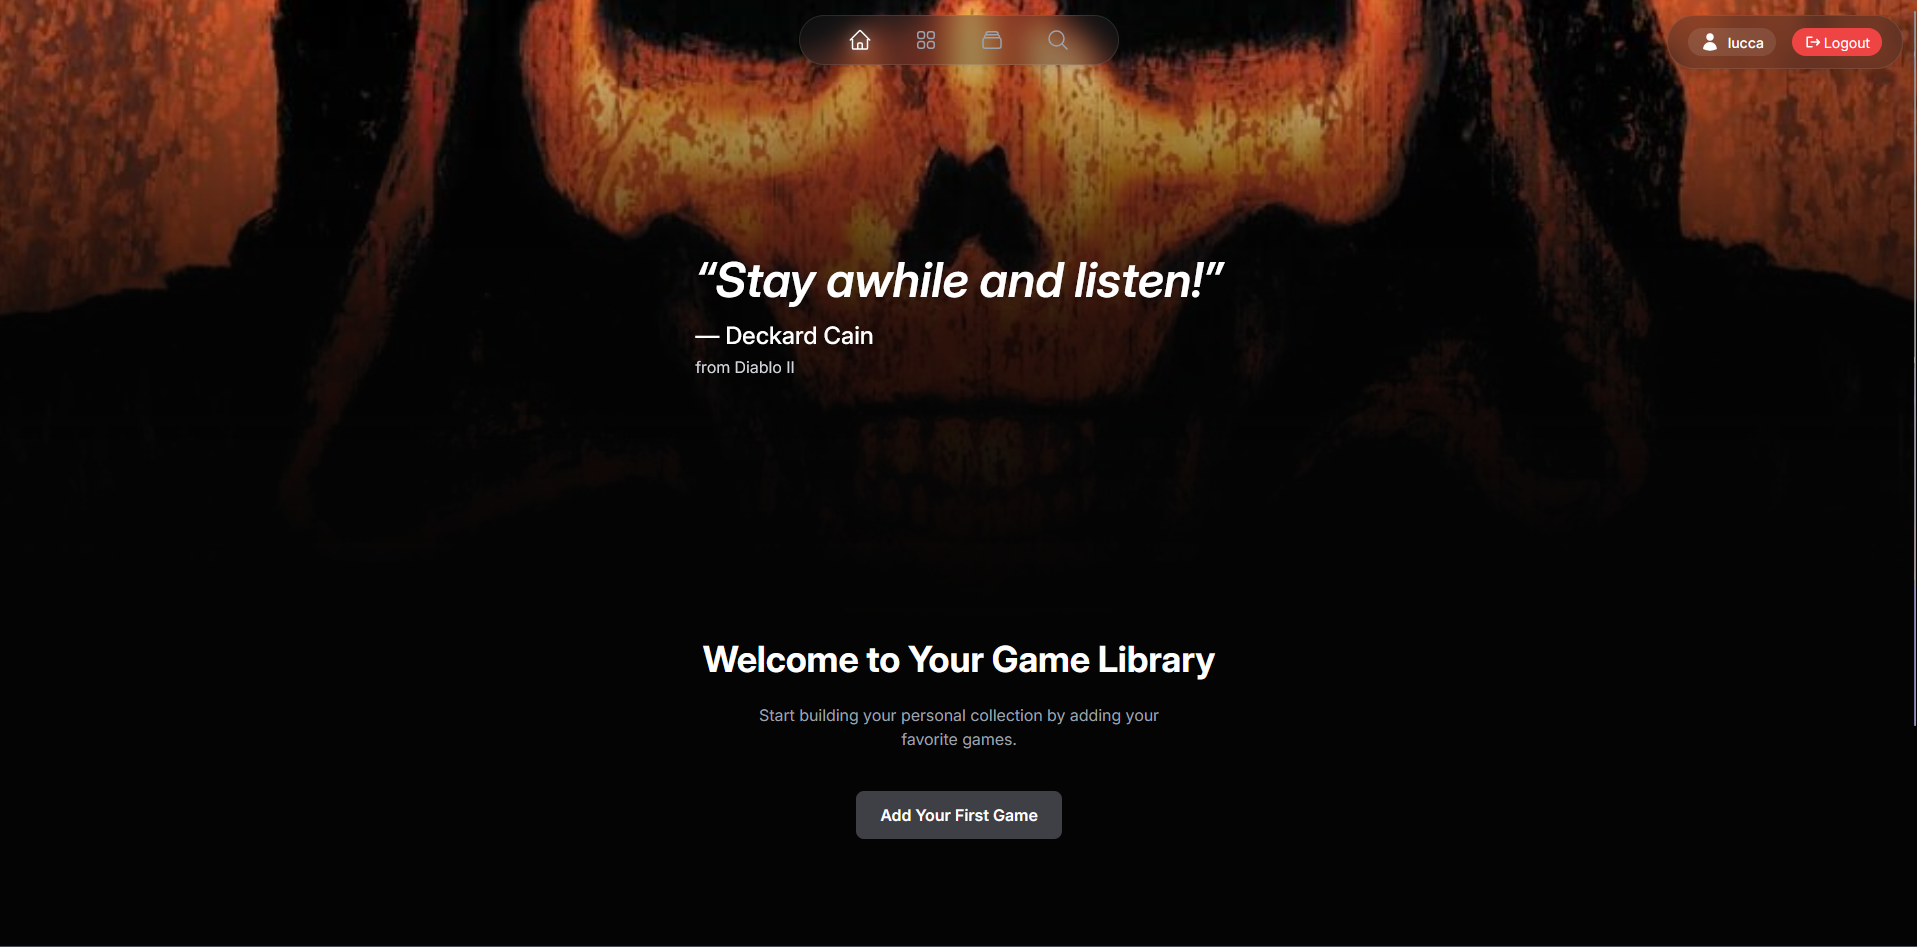 lucca
Logout
“Stay awhile and listen!”
— Deckard Cain
from Diablo II
Welcome to Your Game Library
Start building your personal collection by adding your
favorite games.
Add Your First Game